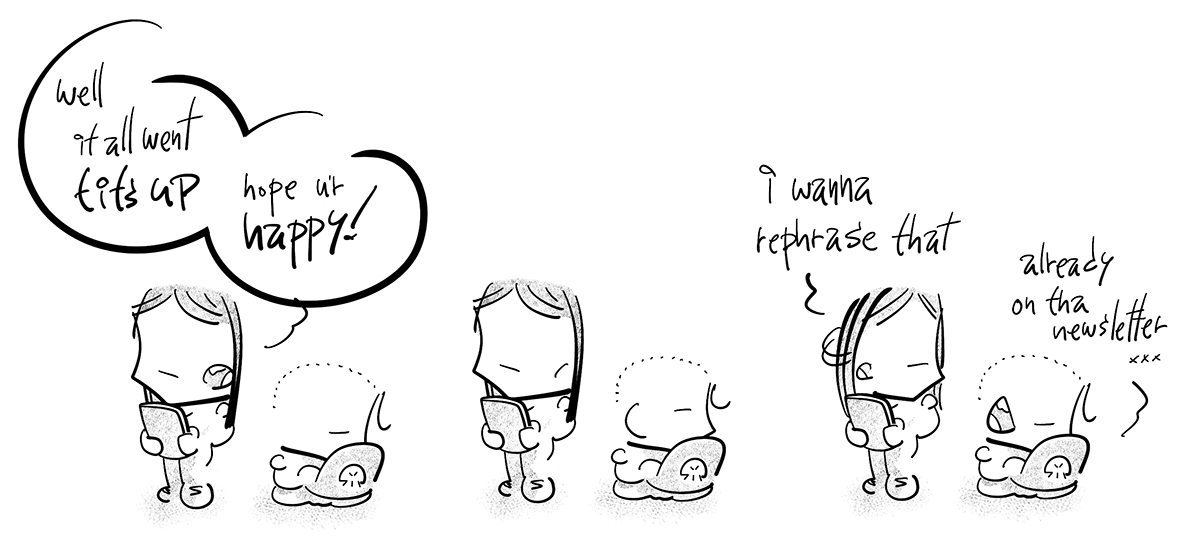 well
it all went
tits up
hope u'r
happy!
i wanna
rephrase that
already
on tha
newsletter
xxx